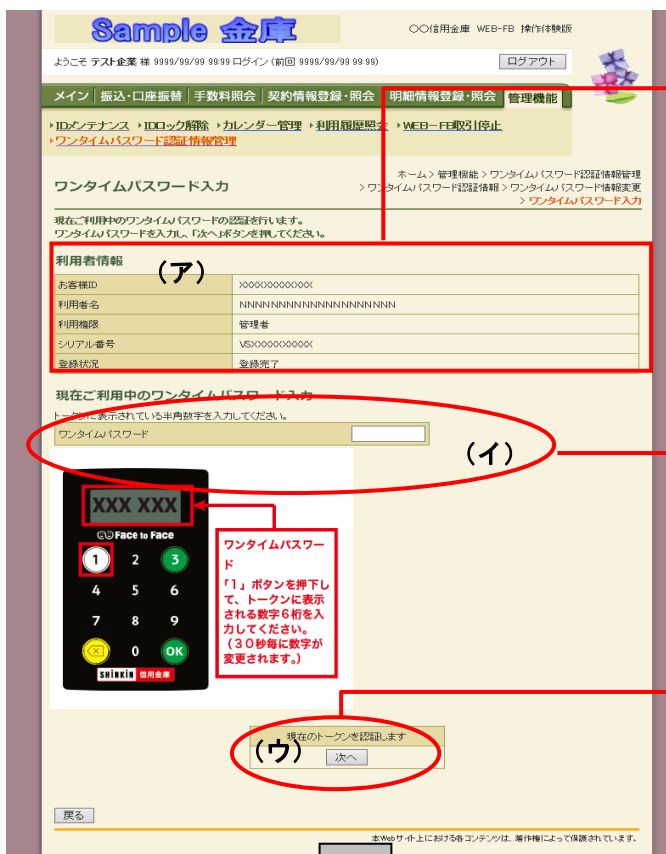 Sample 金庫
〇〇信用金庫 WEB-FB 操作体験版
ようこそ テスト企業 様 9999/99/99 99:99 ログイン (前回 9999/99/99 99:99)
ログアウト
メイン 振込・口座振替 手数料照会 契約情報登録・照会 明細情報登録・照会 管理機能
IDメンテナンス IDロック解除 カレンダー管理 利用履歴照会 WEB-FB取引停止
ワンタイムパスワード認証情報管理
ワンタイムパスワード入力
ホーム > 管理機能 > ワンタイムパスワード認証情報管理
> ワンタイムパスワード認証情報 > ワンタイムパスワード情報変更
> ワンタイムパスワード入力
現在ご利用中のワンタイムパスワードの認証を行います。
ワンタイムパスワードを入力し、「次へ」ボタンを押してください。
利用者情報
(ア)
お客様ID XXXXXXXXXXXXX
利用者名 NNNNNNNNNNNNNNNNNNNN
利用権限 管理者
シリアル番号 VSXXXXXXXXXX
登録状況 登録完了
現在ご利用中のワンタイムパスワード入力
トークンに表示されている半角数字を入力してください。
ワンタイムパスワード
(イ)
XXX XXX
Face to Face
1 2 3
4 5 6
7 8 9
0 OK
SHINKIN 信用金庫
ワンタイムパスワー
ド
「1」ボタンを押下し
て、トークンに表示
される数字6桁を入
力してください。
(30秒毎に数字が
変更されます。)
現在のトークンを認証します
(ウ)
次へ
戻る
本Webサイト上における各コンテンツは、著作権によって保護されています。